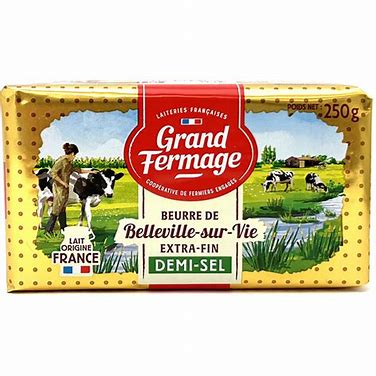 LAITERIES FRANÇAISES
Grand
Fermage
COOPÉRATIVE DE FERMIERS ENGAGÉS
POIDS NET : 250g
BEURRE DE
Belleville-sur-Vie
EXTRA-FIN
DEMI-SEL
LAIT
ORIGINE
FRANCE